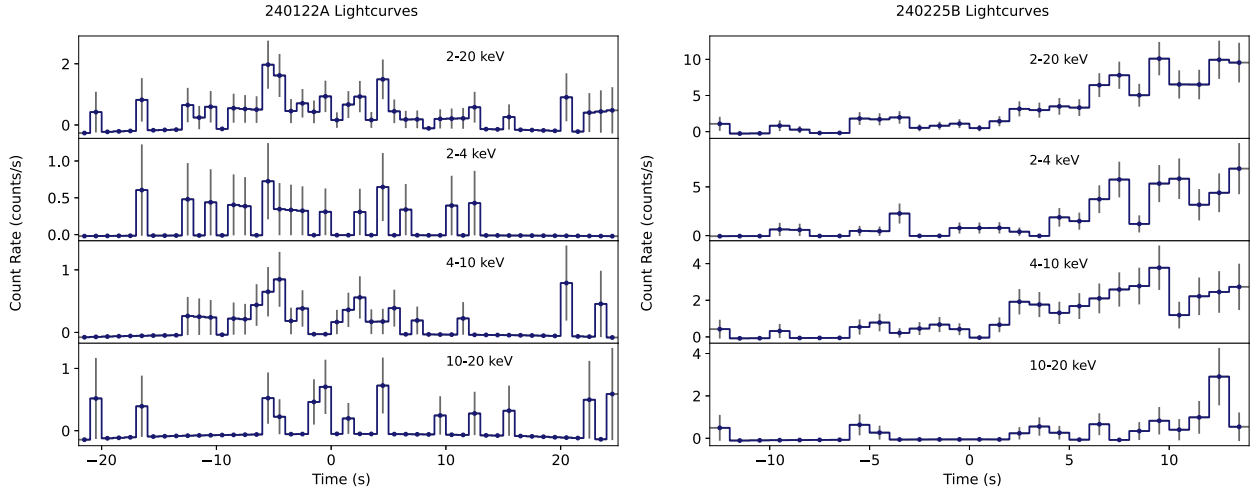 240122A Lightcurves
2-20 keV
2
0
2-4 keV
1.0
0.5
0.0
4-10 keV
1
0
10-20 keV
1
0
−20 −10 0 10 20
Time (s)
Count Rate (counts/s)
240225B Lightcurves
2-20 keV
10
5
0
2-4 keV
5
0
4-10 keV
4
2
0
10-20 keV
4
2
0
−10 −5 0 5 10
Time (s)
Count Rate (counts/s)